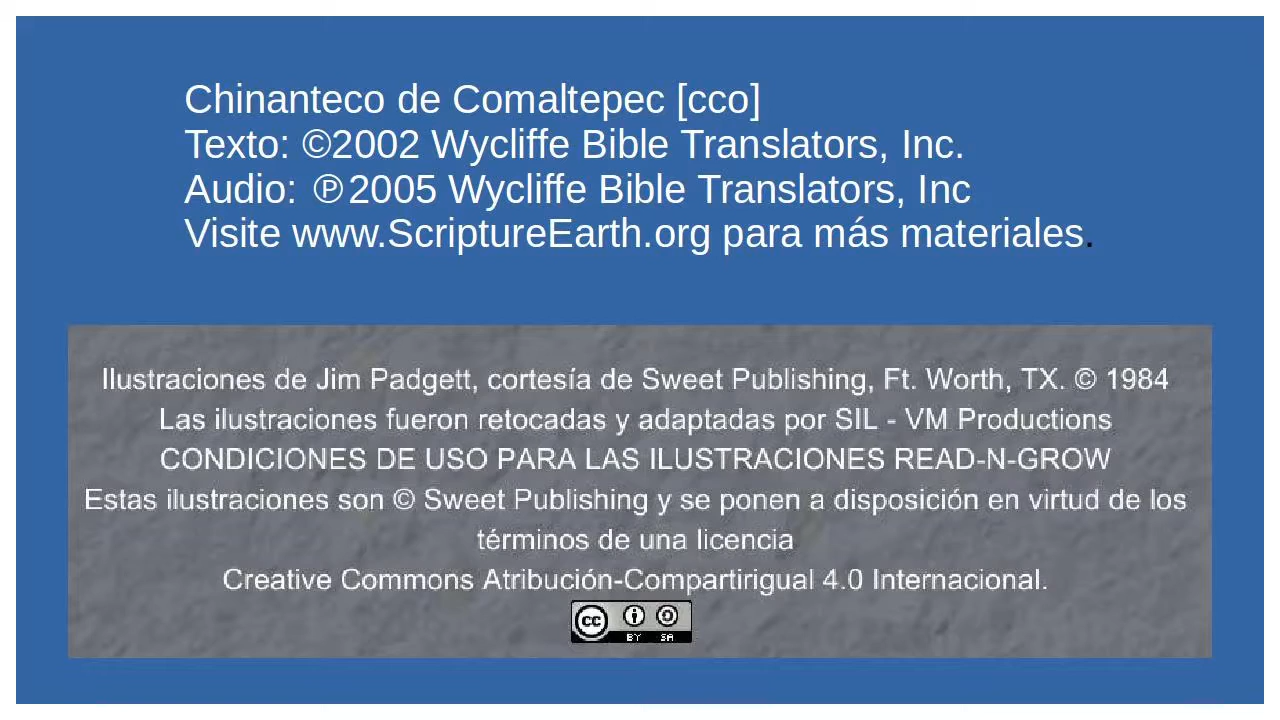 Chinanteco de Comaltepec [cco]
Texto: ©2002 Wycliffe Bible Translators, Inc.
Audio: ℗2005 Wycliffe Bible Translators, Inc
Visite www.ScriptureEarth.org para más materiales.
Ilustraciones de Jim Padgett, cortesía de Sweet Publishing, Ft. Worth, TX. © 1984
Las ilustraciones fueron retocadas y adaptadas por SIL - VM Productions
CONDICIONES DE USO PARA LAS ILUSTRACIONES READ-N-GROW
Estas ilustraciones son © Sweet Publishing y se ponen a disposición en virtud de los
términos de una licencia
Creative Commons Atribución-Compartirigual 4.0 Internacional.
cc BY SA